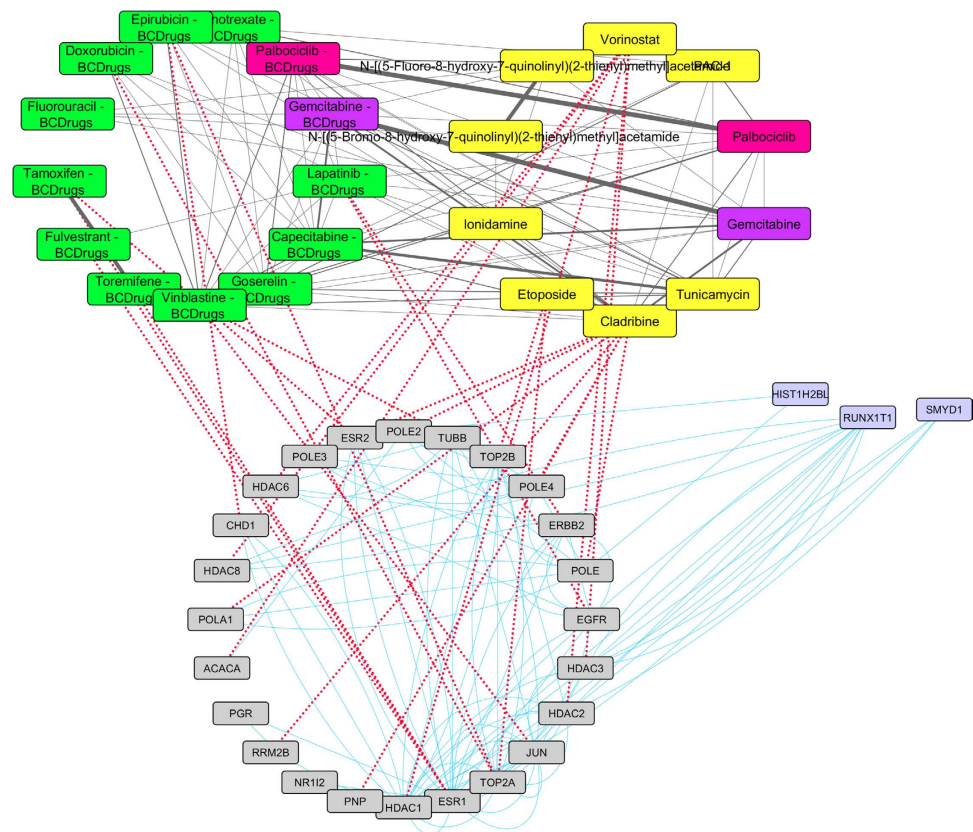 Epirubicin -
BCDrugs
Doxorubicin -
BCDrugs
Palbociclib -
BCDrugs
Vorinostat
N-[(5-Fluoro-8-hydroxy-7-quinolinyl)(2-thienyl)methyl]acetamide
Fluorouracil -
BCDrugs
Gemcitabine -
BCDrugs
N-[(5-Bromo-8-hydroxy-7-quinolinyl)(2-thienyl)methyl]acetamide
Palbociclib
Tamoxifen -
BCDrugs
Lapatinib -
BCDrugs
Ionidamine
Gemcitabine
Fulvestrant -
BCDrugs
Capecitabine -
BCDrugs
Toremifene -
BCDrugs
Vinblastine -
BCDrugs
Goserelin -
BCDrugs
Etoposide
Tunicamycin
Cladribine
HIST1H2BL
RUNX1T1
SMYD1
POLE2
ESR2
TUBB
POLE3
TOP2B
HDAC6
POLE4
CHD1
ERBB2
HDAC8
POLE
POLA1
EGFR
ACACA
HDAC3
PGR
HDAC2
RRM2B
JUN
NR1I2
TOP2A
PNP
HDAC1
ESR1